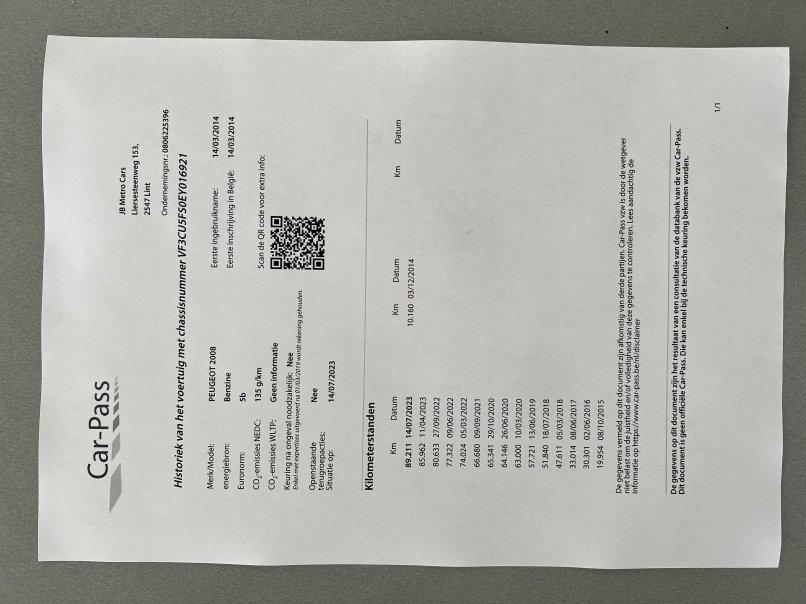 Car-Pass
JB Metro Cars
Liersesteenweg 153,
2547 Lint
Ondernemingsnr.: 0806225396
Historiek van het voertuig met chassisnummer VF3CU5FS0EY016921
Merk/Model: PEUGEOT 2008
energiebron: Benzine
Euronorm: 5b
CO2-emissies NEDC: 135 g/km
CO2-emissies WLTP: Geen informatie
Keuring na ongeval noodzakelijk: Nee
Enkel met expertises uitgevoerd na 01/03/2019 wordt rekening gehouden.
Openstaande terugroepacties: Nee
Situatie op: 14/07/2023
Eerste ingebruikname: 14/03/2014
Eerste inschrijving in België: 14/03/2014
Scan de QR code voor extra info:
Kilometerstanden
Km Datum Km Datum Km Datum
89.211 14/07/2023 10.160 03/12/2014
85.962 11/04/2023
80.633 27/09/2022
77.322 09/06/2022
74.024 05/03/2022
66.680 09/09/2021
65.341 29/10/2020
64.146 26/06/2020
63.000 10/03/2020
57.721 13/06/2019
51.840 18/07/2018
47.611 05/03/2018
33.014 08/06/2017
30.301 02/06/2016
19.954 08/10/2015
De gegevens vermeld op dit document zijn afkomstig van derde partijen. Car-Pass vzw is door de wetgever
niet belast om de juistheid en/of volledigheid van deze gegevens te controleren. Lees aandachtig de
informatie op https://www.car-pass.be/nl/disclaimer
De gegevens op dit document zijn het resultaat van een consultatie van de databank van de vzw Car-Pass.
Dit document is geen officiële Car-Pass. Die kan enkel bij de technische keuring bekomen worden.
1/1